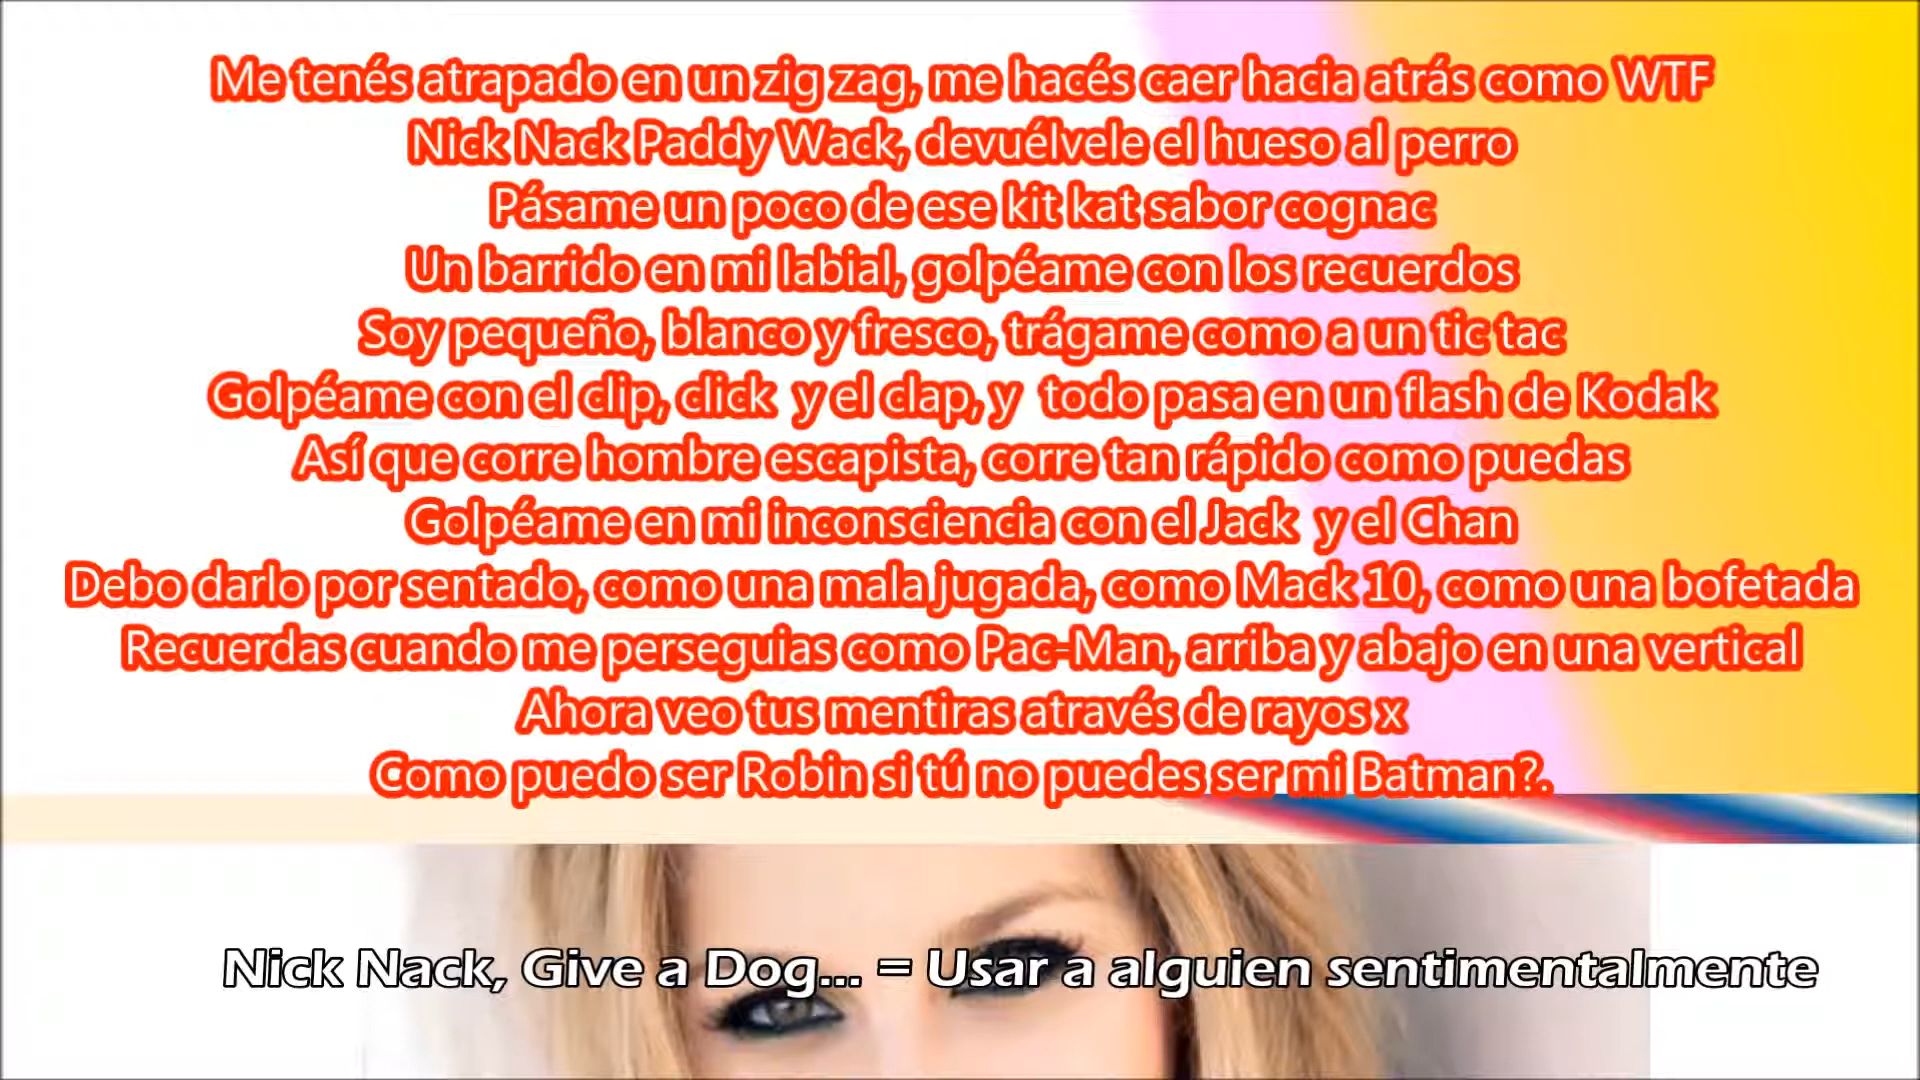 Me tenés atrapado en un zig zag, me hacés caer hacia atrás como WTF
Nick Nack Paddy Wack, devuélvele el hueso al perro
Pásame un poco de ese kit kat sabor cognac
Un barrido en mi labial, golpéame con los recuerdos
Soy pequeño, blanco y fresco, trágame como a un tic tac
Golpéame con el clip, click y el clap, y todo pasa en un flash de Kodak
Así que corre hombre escapista, corre tan rápido como puedas
Golpéame en mi inconsciencia con el Jack y el Chan
Debo darlo por sentado, como una mala jugada, como Mack 10, como una bofetada
Recuerdas cuando me perseguias como Pac-Man, arriba y abajo en una vertical
Ahora veo tus mentiras através de rayos x
Como puedo ser Robin si tú no puedes ser mi Batman?.
Nick Nack, Give a Dog... = Usar a alguien sentimentalmente